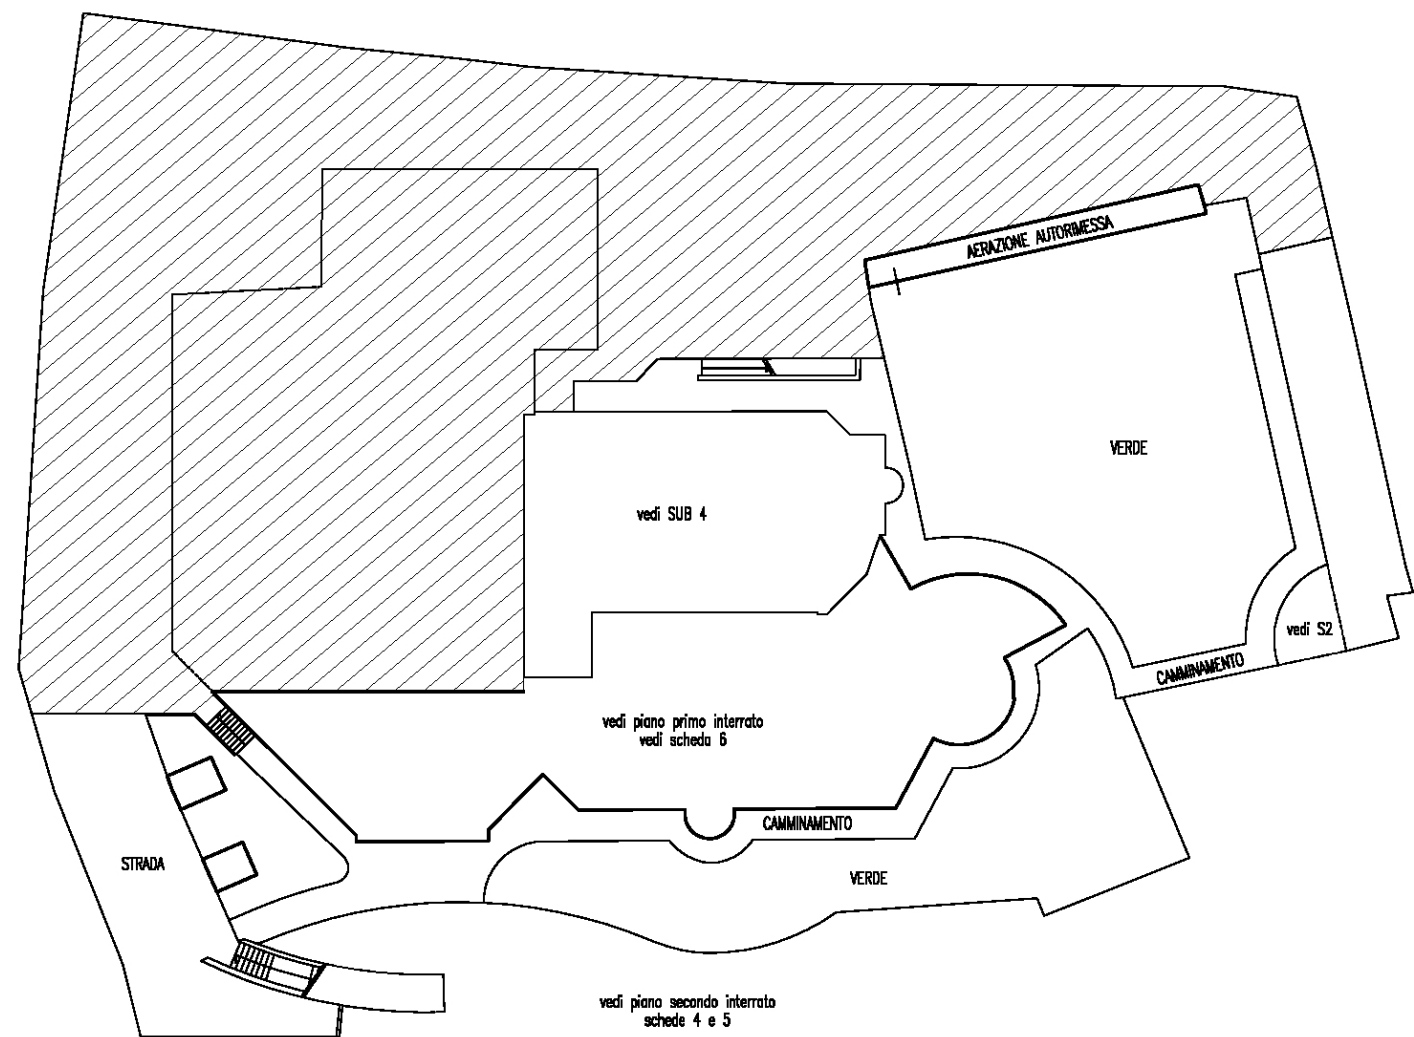 AERAZIONE AUTORIMESSA
VERDE
vedi SUB 4
vedi S2
CAMMINAMENTO
vedi piano primo interrato
vedi scheda 6
CAMMINAMENTO
STRADA
VERDE
vedi piano secondo interrato
schede 4 e 5